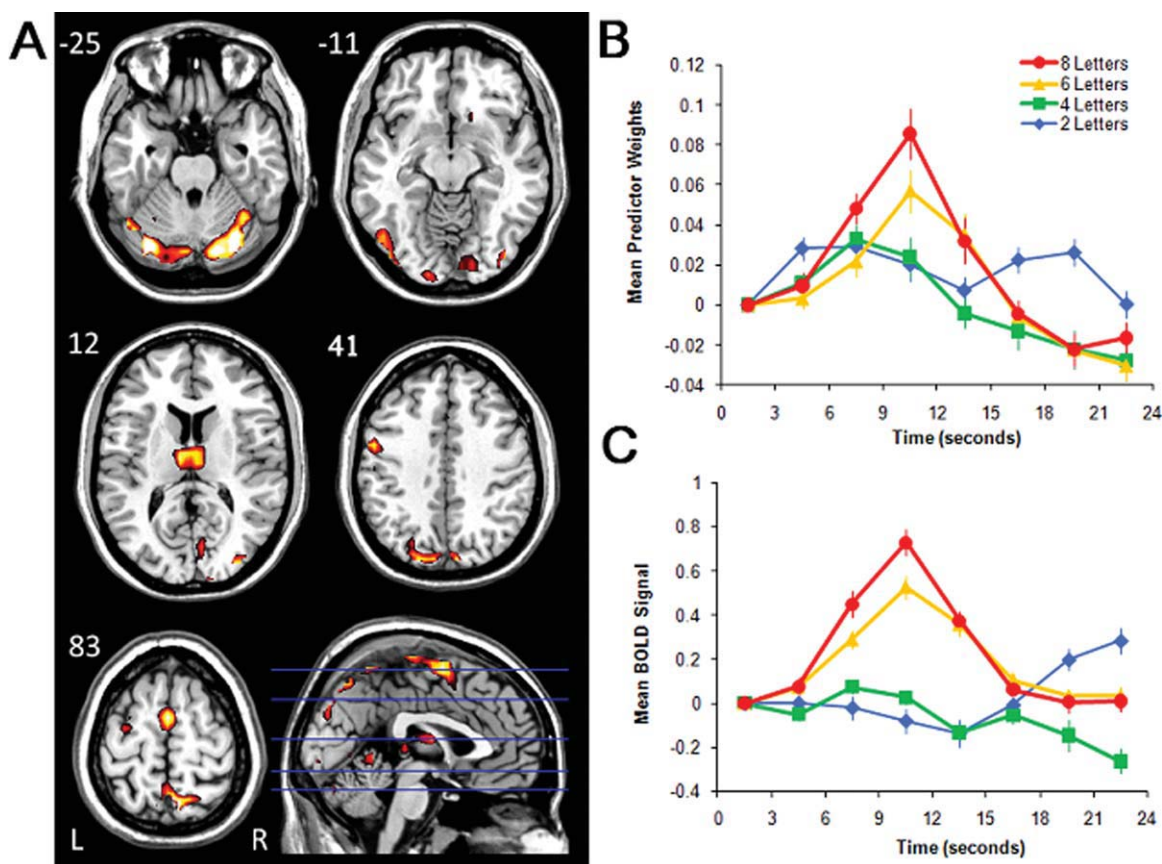 A
-25
-11
12
41
83
L
R
B
8 Letters
6 Letters
4 Letters
2 Letters
Mean Predictor Weights
0.12
0.1
0.08
0.06
0.04
0.02
0
-0.02
-0.04
0 3 6 9 12 15 18 21 24
Time (seconds)
C
Mean BOLD Signal
1
0.8
0.6
0.4
0.2
0
-0.2
-0.4
0 3 6 9 12 15 18 21 24
Time (seconds)